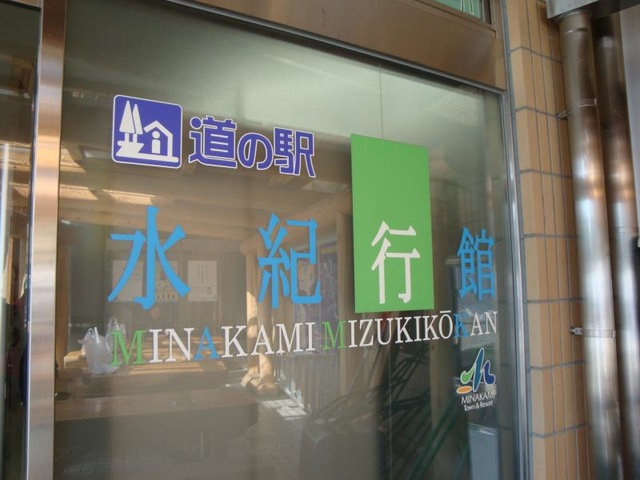 道の駅
水紀行館
MINAKAMI MIZUKIKŌKAN
MINAKAMI
Town & Resort